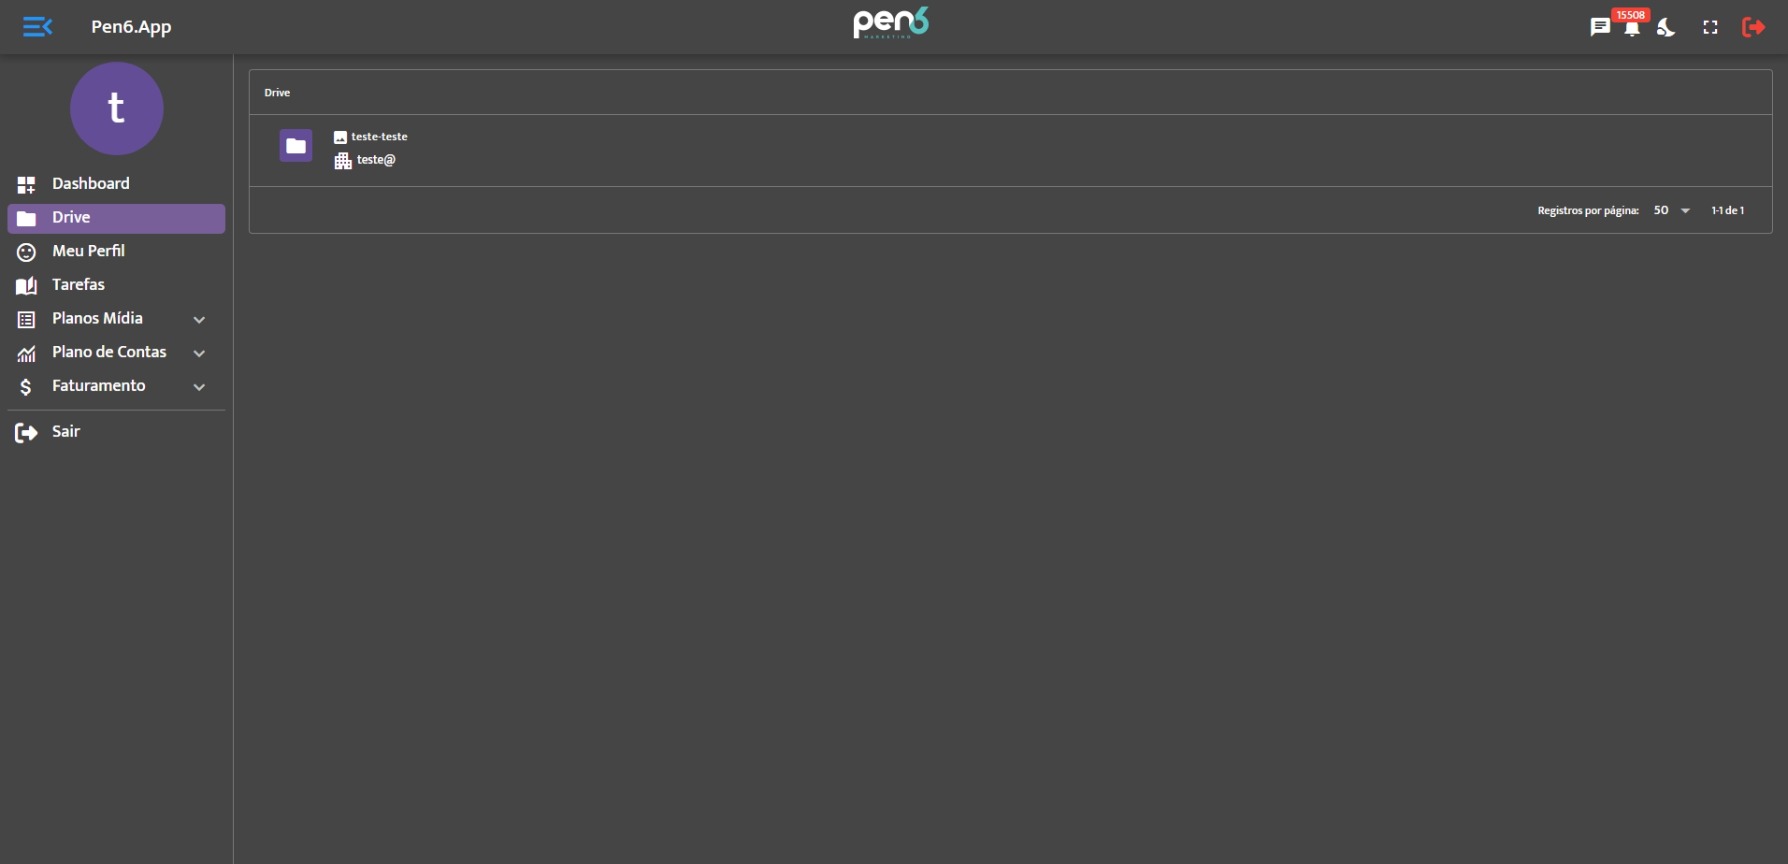 Pen6.App
pen6
MARKETING
15508
t
Dashboard
Drive
Meu Perfil
Tarefas
Planos Mídia
Plano de Contas
Faturamento
Sair
Drive
teste-teste
teste@
Registros por página: 50 1-1 de 1